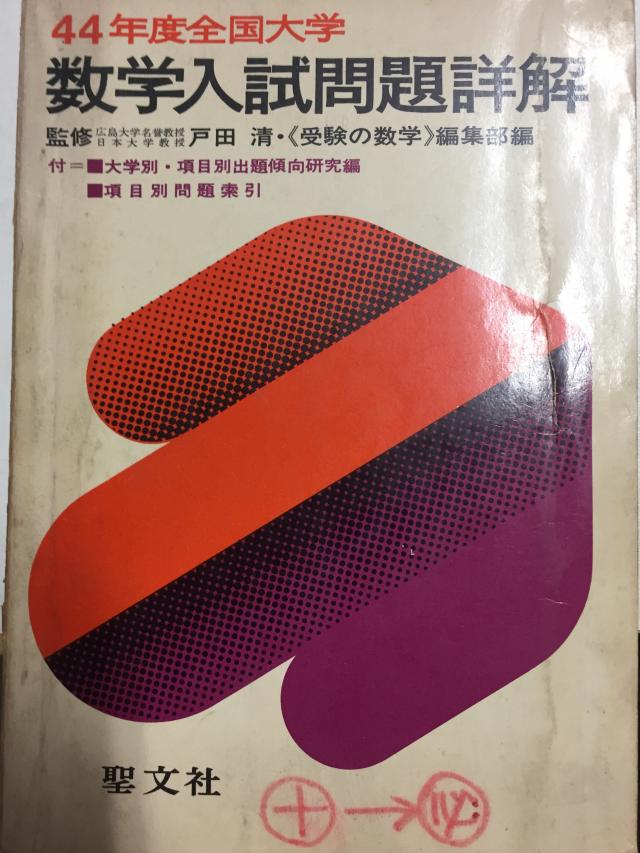 44年度全国大学
数学入試問題詳解
監修 広島大学名誉教授 日本大学教授 戸田 清・《受験の数学》編集部編
付=■大学別・項目別出題傾向研究編
■項目別問題索引
聖文社
十→